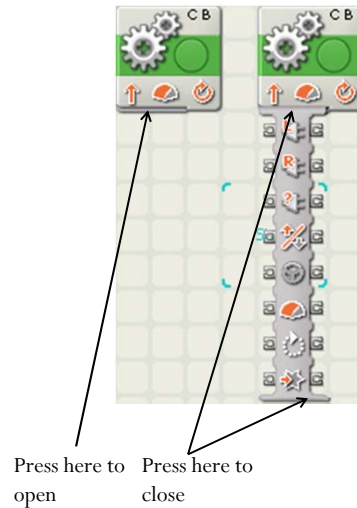 C B
C B
L
R
?
S
Press here to open
Press here to close